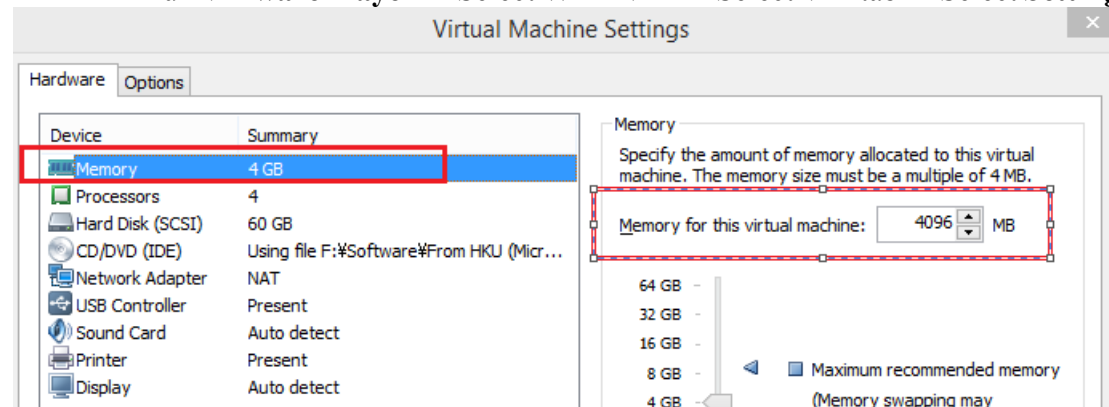 Virtual Machine Settings
Hardware Options
Device Summary
Memory 4 GB
Processors 4
Hard Disk (SCSI) 60 GB
CD/DVD (IDE) Using file F:¥Software¥From HKU (Micr...
Network Adapter NAT
USB Controller Present
Sound Card Auto detect
Printer Present
Display Auto detect
Memory
Specify the amount of memory allocated to this virtual
machine. The memory size must be a multiple of 4 MB.
Memory for this virtual machine: 4096 MB
64 GB
32 GB
16 GB
8 GB
Maximum recommended memory
4 GB
(Memory swapping may